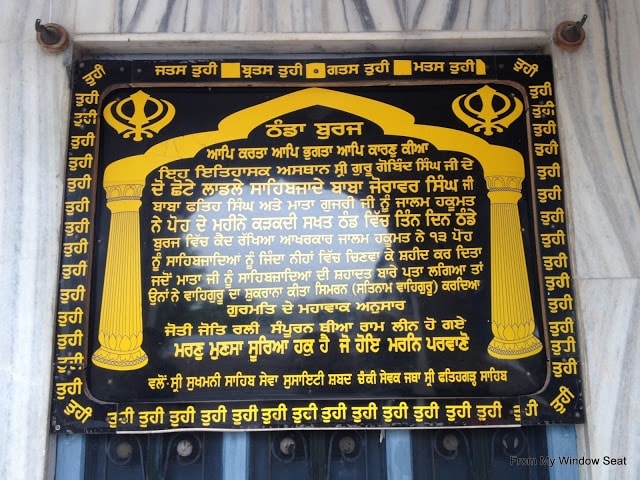 ਤੁਹੀ ਜਤਸ ਤੁਹੀ ਬ੍ਰਤਸ ਤੁਹੀ ਗਤਸ ਤੁਹੀ ਮਤਸ ਤੁਹੀ ਤੁਹੀ
ਠੰਡਾ ਬੁਰਜ
ਆਪਿ ਕਰਤਾ ਆਪਿ ਭੁਗਤਾ ਆਪਿ ਕਾਰਣੁ ਕੀਆ
ਇਹ ਇਤਿਹਾਸਕ ਅਸਥਾਨ ਸ੍ਰੀ ਗੁਰੂ ਗੋਬਿੰਦ ਸਿੰਘ ਜੀ ਦੇ
ਦੋ ਛੋਟੇ ਲਾਡਲੇ ਸਾਹਿਬਜ਼ਾਦੇ ਬਾਬਾ ਜੋਰਾਵਰ ਸਿੰਘ ਜੀ
ਬਾਬਾ ਫਤਿਹ ਸਿੰਘ ਅਤੇ ਮਾਤਾ ਗੁਜਰੀ ਜੀ ਨੂੰ ਜਾਲਮ ਹਕੂਮਤ
ਨੇ ਪੋਹ ਦੇ ਮਹੀਨੇ ਕੜਕਦੀ ਸਖਤ ਠੰਡ ਵਿੱਚ ਤਿੰਨ ਦਿਨ ਠੰਡੇ
ਬੁਰਜ ਵਿੱਚ ਕੈਦ ਰੱਖਿਆ ਆਖਰਕਾਰ ਜਾਲਮ ਹਕੂਮਤ ਨੇ ੧੩ ਪੋਹ
ਨੂੰ ਸਾਹਿਬਜ਼ਾਦਿਆਂ ਨੂੰ ਜਿੰਦਾ ਨੀਹਾਂ ਵਿੱਚ ਚਿਣਵਾ ਕੇ ਸ਼ਹੀਦ ਕਰ ਦਿਤਾ
ਜਦੋਂ ਮਾਤਾ ਜੀ ਨੂੰ ਸਾਹਿਬਜ਼ਾਦਿਆਂ ਦੀ ਸ਼ਹਾਦਤ ਬਾਰੇ ਪਤਾ ਲਗਿਆ ਤਾਂ
ਉਨਾਂ ਨੇ ਵਾਹਿਗੁਰੂ ਦਾ ਸ਼ੁਕਰਾਨਾ ਕੀਤਾ ਸਿਮਰਨ (ਸਤਿਨਾਮ ਵਾਹਿਗੁਰੂ) ਕਰਦਿਆ
ਗੁਰਮਤਿ ਦੇ ਮਹਾਵਾਕ ਅਨੁਸਾਰ
ਜੋਤੀ ਜੋਤਿ ਰਲੀ ਸੰਪੂਰਨ ਥੀਆ ਰਾਮ ਲੀਨ ਹੋ ਗਏ
ਮਰਣੁ ਮੁਣਸਾ ਸੂਰਿਆ ਹਕੁ ਹੈ ਜੋ ਹੋਇ ਮਰਨਿ ਪਰਵਾਣੋ
ਵਲੋਂ-ਸ੍ਰੀ ਸੁਖਮਨੀ ਸਾਹਿਬ ਸੇਵਾ ਸੁਸਾਇਟੀ ਸ਼ਬਦ ਚੌਂਕੀ ਸੇਵਕ ਜਥਾ ਸ੍ਰੀ ਫਤਿਹਗੜ੍ਹ ਸਾਹਿਬ
ਤੁਹੀ ਤੁਹੀ ਤੁਹੀ ਤੁਹੀ ਤੁਹੀ ਤੁਹੀ ਤੁਹੀ ਤੁਹੀ ਤੁਹੀ ਤੁਹੀ ਤੁਹੀ ਤੁਹੀ ਤੁਹੀ ਤੁਹੀ ਤੁਹੀ ਤੁਹੀ
From My Window Seat